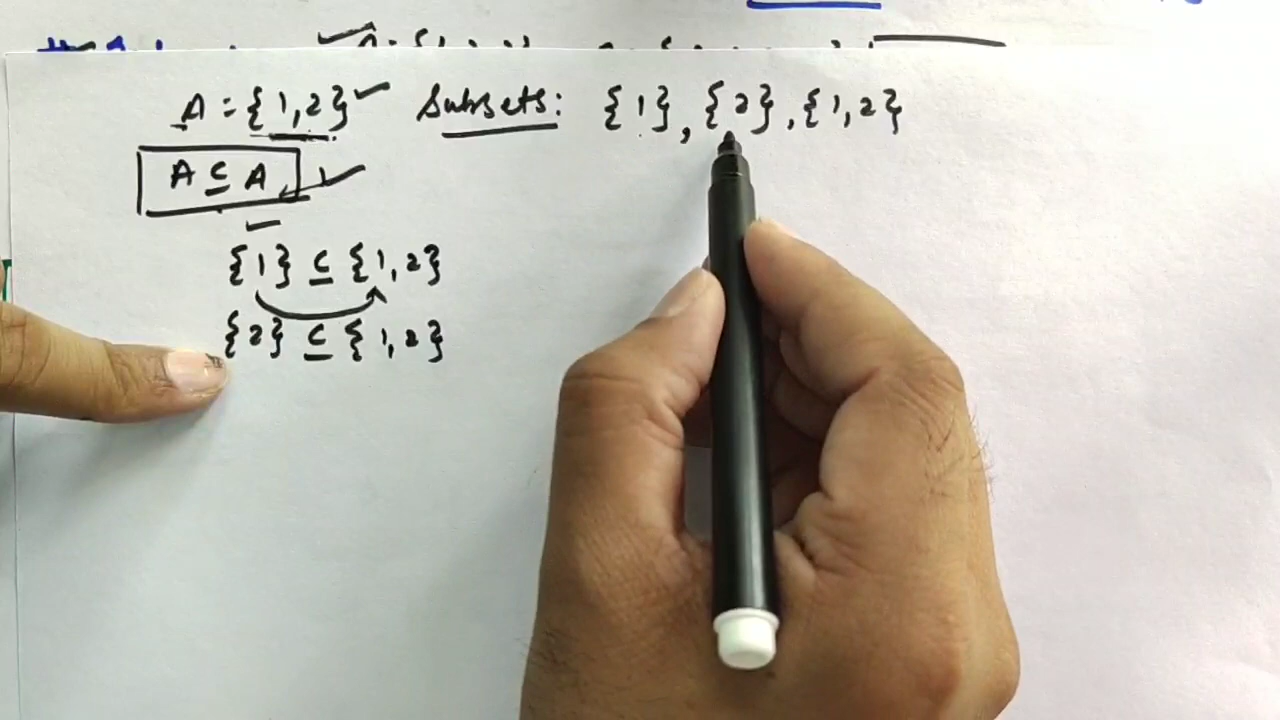 A = {1,2} ✓ Subsets: {1}, {2}, {1,2}
A ⊆ A ✓
{1} ⊆ {1,2}
{2} ⊆ {1,2}